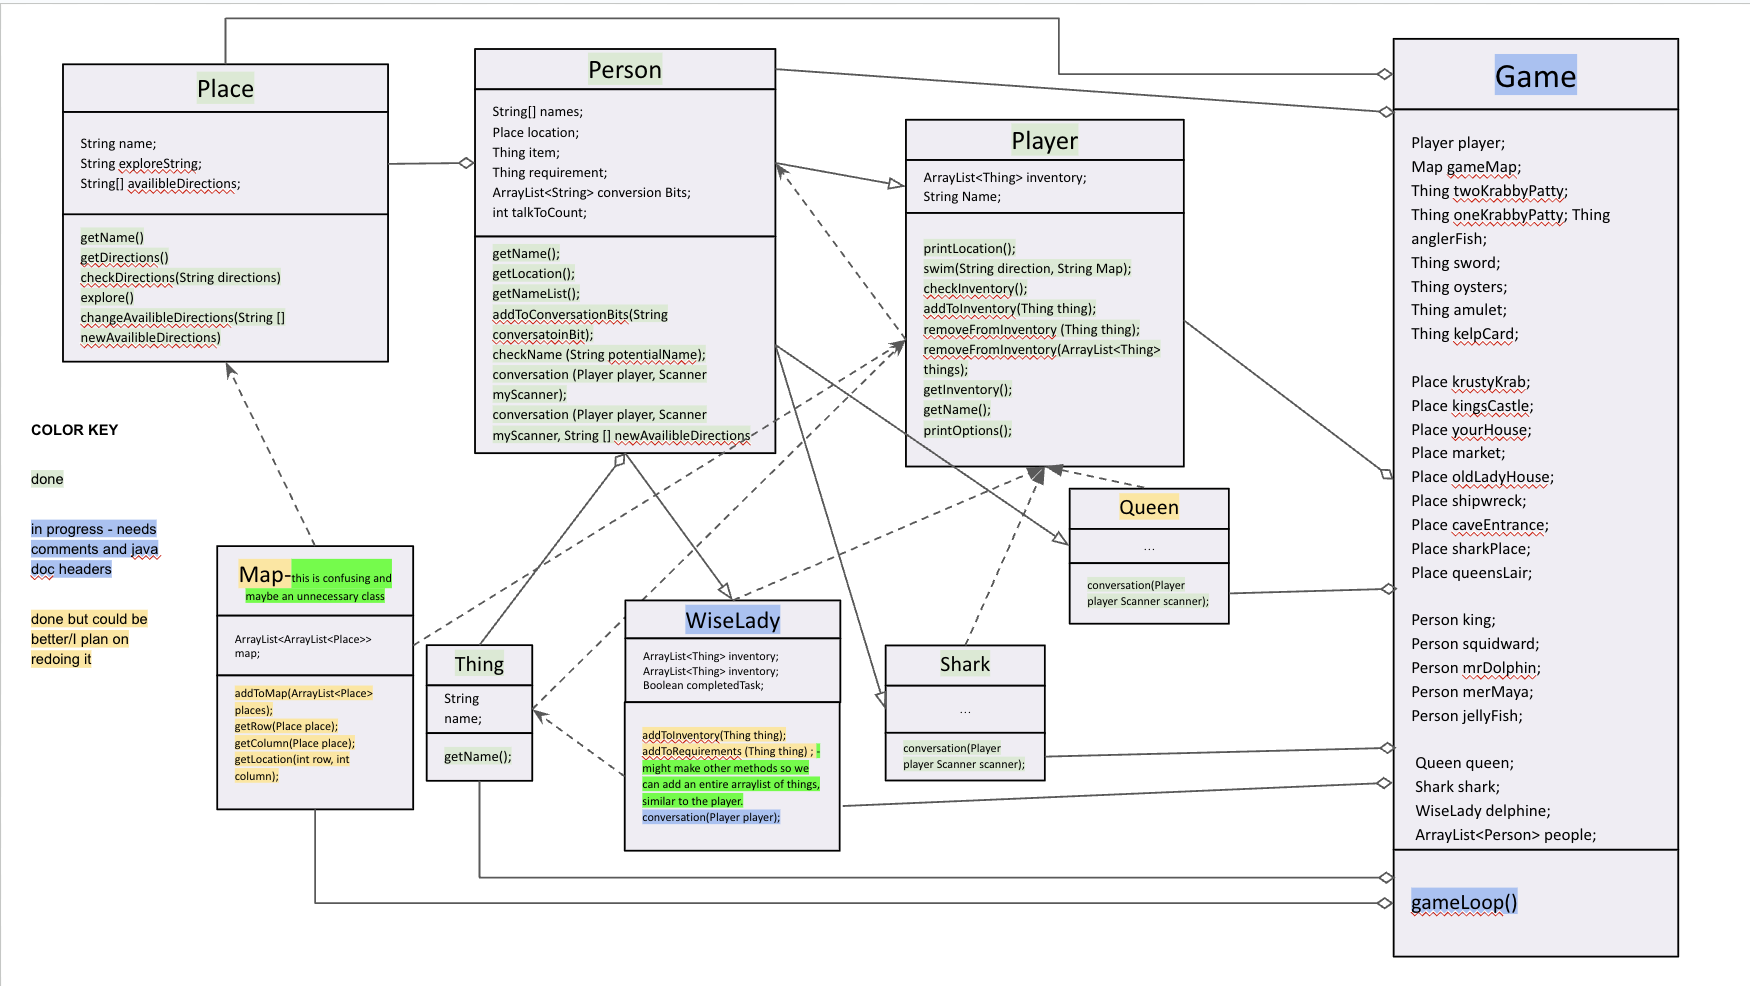 Place
String name;
String exploreString;
String[] availibleDirections;
getName()
getDirections()
checkDirections(String directions)
explore()
changeAvailibleDirections(String []
newAvailibleDirections)
Person
String[] names;
Place location;
Thing item;
Thing requirement;
ArrayList<String> conversion Bits;
int talkToCount;
getName();
getLocation();
getNameList();
addToConversationBits(String
conversatoinBit);
checkName (String potentialName);
conversation (Player player, Scanner
myScanner);
conversation (Player player, Scanner
myScanner, String [] newAvailibleDirections
Player
ArrayList<Thing> inventory;
String Name;
printLocation();
swim(String direction, String Map);
checkInventory();
addToInventory(Thing thing);
removeFromInventory (Thing thing);
removeFromInventory(ArrayList<Thing>
things);
getInventory();
getName();
printOptions();
Game
Player player;
Map gameMap;
Thing twoKrabbyPatty;
Thing oneKrabbyPatty; Thing
anglerFish;
Thing sword;
Thing oysters;
Thing amulet;
Thing kelpCard;
Place krustyKrab;
Place kingsCastle;
Place yourHouse;
Place market;
Place oldLadyHouse;
Place shipwreck;
Place caveEntrance;
Place sharkPlace;
Place queensLair;
Person king;
Person squidward;
Person mrDolphin;
Person merMaya;
Person jellyFish;
Queen queen;
Shark shark;
WiseLady delphine;
ArrayList<Person> people;
gameLoop()
COLOR KEY
done
in progress - needs
comments and java
doc headers
done but could be
better/I plan on
redoing it
Map-this is confusing and
maybe an unnecessary class
ArrayList<ArrayList<Place>>
map;
addToMap(ArrayList<Place>
places);
getRow(Place place);
getColumn(Place place);
getLocation(int row, int
column);
Thing
String
name;
getName();
WiseLady
ArrayList<Thing> inventory;
ArrayList<Thing> inventory;
Boolean completedTask;
addToInventory(Thing thing);
addToRequirements (Thing thing) ; -
might make other methods so we
can add an entire arraylist of things,
similar to the player.
conversation(Player player);
Shark
...
conversation(Player
player Scanner scanner);
Queen
...
conversation(Player
player Scanner scanner);